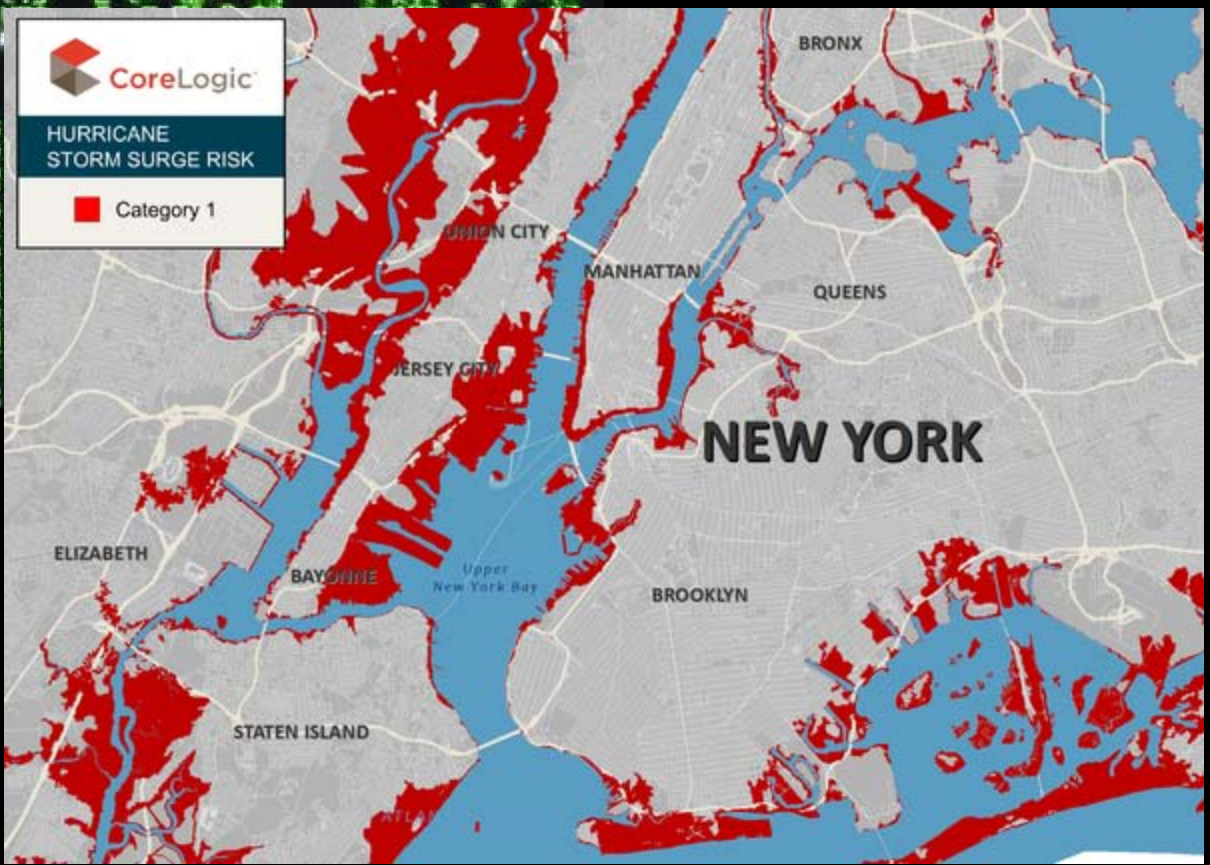 CoreLogic
HURRICANE
STORM SURGE RISK
Category 1
BRONX
UNION CITY
MANHATTAN
QUEENS
JERSEY CITY
NEW YORK
ELIZABETH
BAYONNE
Upper
New York Bay
BROOKLYN
STATEN ISLAND